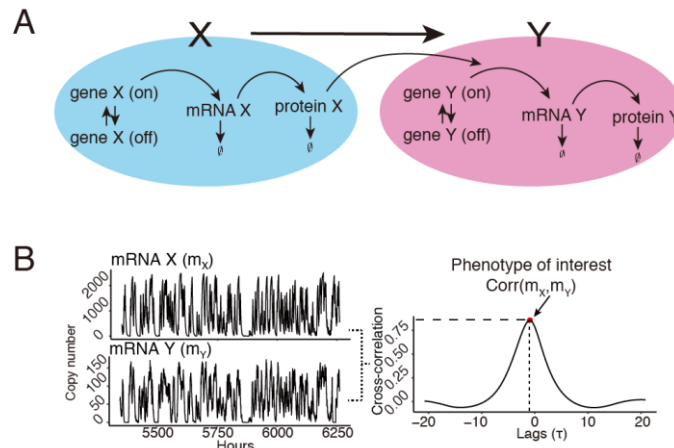 A
X
Y
gene X (on)
gene X (off)
mRNA X
protein X
ø
ø
gene Y (on)
gene Y (off)
mRNA Y
protein Y
ø
ø
B
mRNA X (mX)
2000
1000
0
mRNA Y (mY)
150
100
50
0
Copy number
5500
5750
6000
6250
Hours
Phenotype of interest
Corr(mX,mY)
Cross-correlation
0.75
0.50
0.25
0.00
-20
-10
0
10
20
Lags (τ)